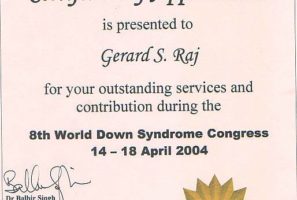 is presented to
Gerard S. Raj
for your outstanding services and
contribution during the
8th World Down Syndrome Congress
14 – 18 April 2004
Dr Balbir Singh